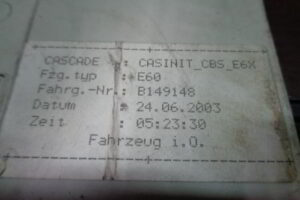 CASCADE : CASINIT_CBS_E6X
Fzg.typ : E60
Fahrg.-Nr.: B149148
Datum : 24.06.2003
Zeit : 05:23:30
Fahrzeug i.O.